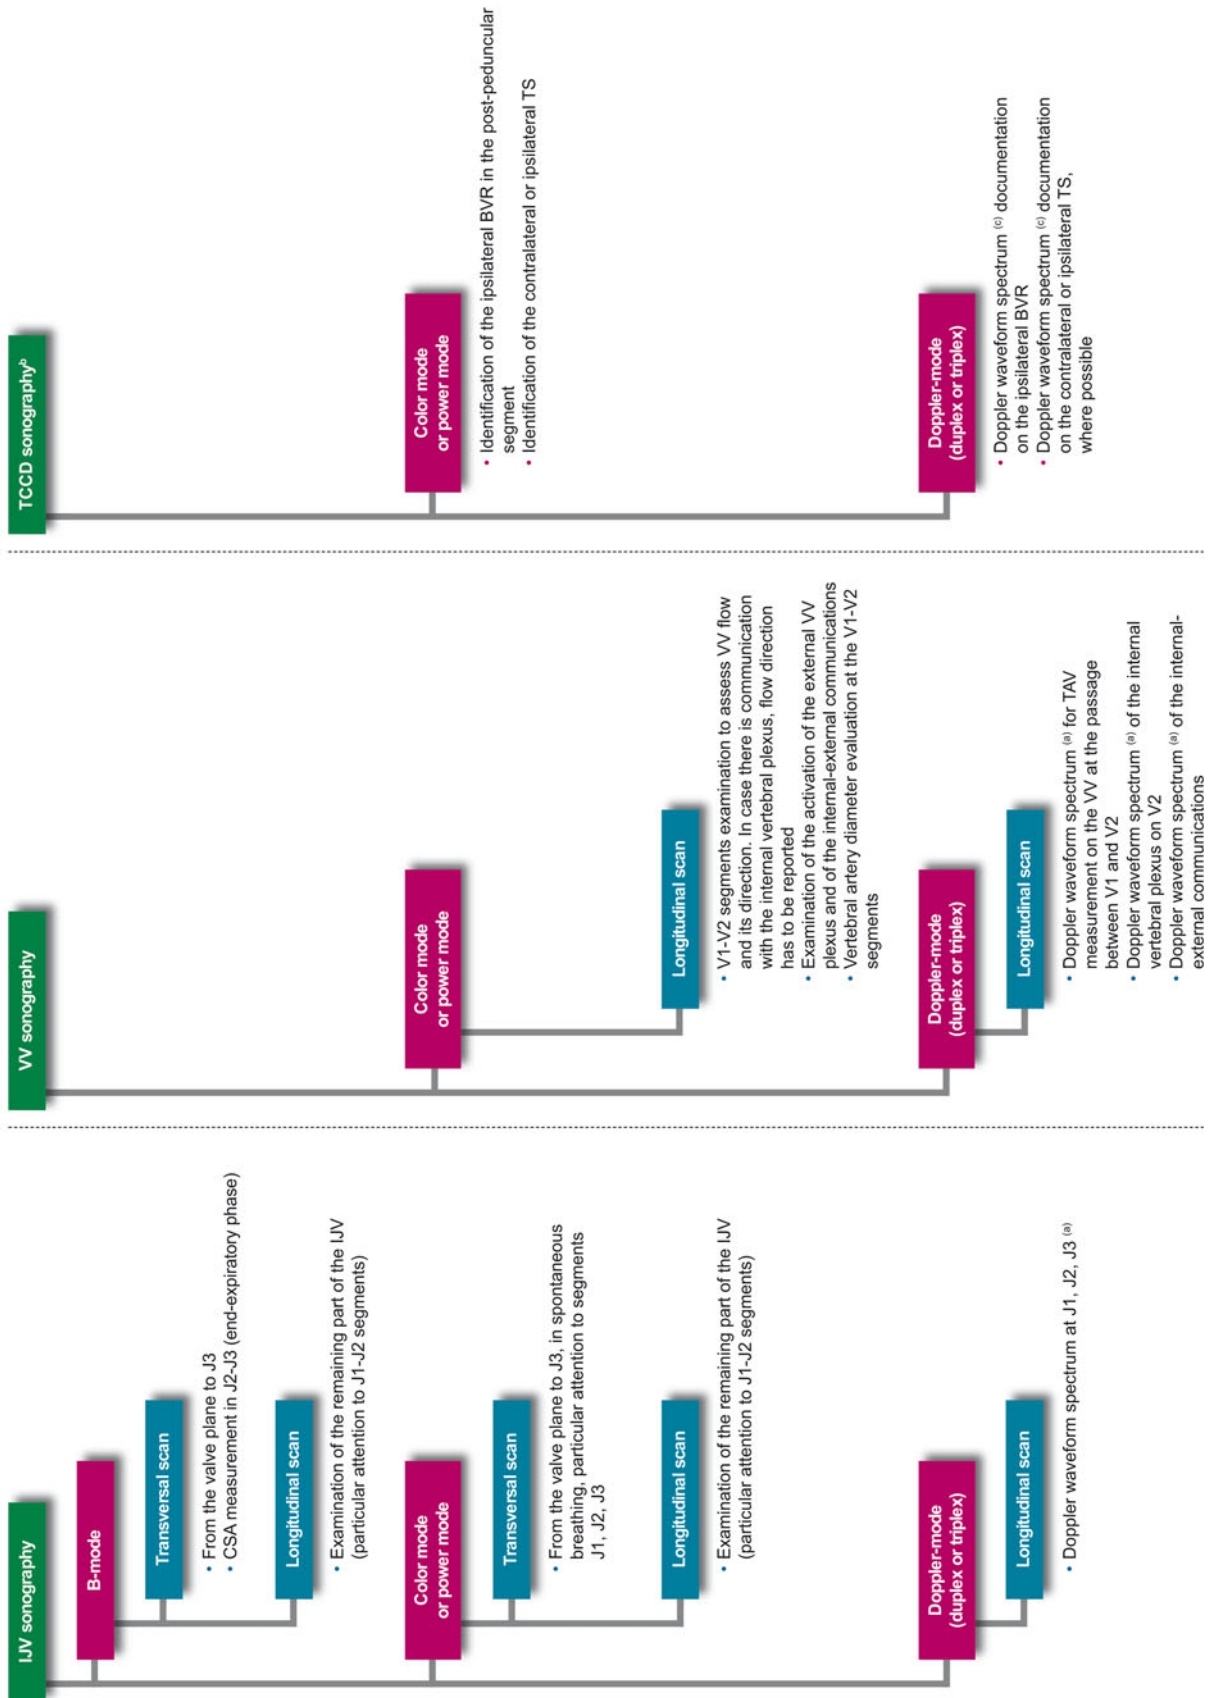 IJV sonography
B-mode
Transversal scan
• From the valve plane to J3
• CSA measurement in J2-J3 (end-expiratory phase)
Longitudinal scan
• Examination of the remaining part of the IJV
(particular attention to J1-J2 segments)
Color mode
or power mode
Transversal scan
• From the valve plane to J3, in spontaneous
breathing, particular attention to segments
J1, J2, J3
Longitudinal scan
• Examination of the remaining part of the IJV
(particular attention to J1-J2 segments)
Doppler-mode
(duplex or triplex)
Longitudinal scan
• Doppler waveform spectrum at J1, J2, J3 (a)
VV sonography
Color mode
or power mode
Longitudinal scan
• V1-V2 segments examination to assess VV flow
and its direction. In case there is communication
with the internal vertebral plexus, flow direction
has to be reported
• Examination of the activation of the external VV
plexus and of the internal-external communications
• Vertebral artery diameter evaluation at the V1-V2
segments
Doppler-mode
(duplex or triplex)
Longitudinal scan
• Doppler waveform spectrum (a) for TAV
measurement on the VV at the passage
between V1 and V2
• Doppler waveform spectrum (a) of the internal
vertebral plexus on V2
• Doppler waveform spectrum (a) of the internal-
external communications
TCCD sonographyb
Color mode
or power mode
• Identification of the ipsilateral BVR in the post-peduncular
segment
• Identification of the contralateral or ipsilateral TS
Doppler-mode
(duplex or triplex)
• Doppler waveform spectrum (c) documentation
on the ipsilateral BVR
• Doppler waveform spectrum (c) documentation
on the contralateral or ipsilateral TS,
where possible